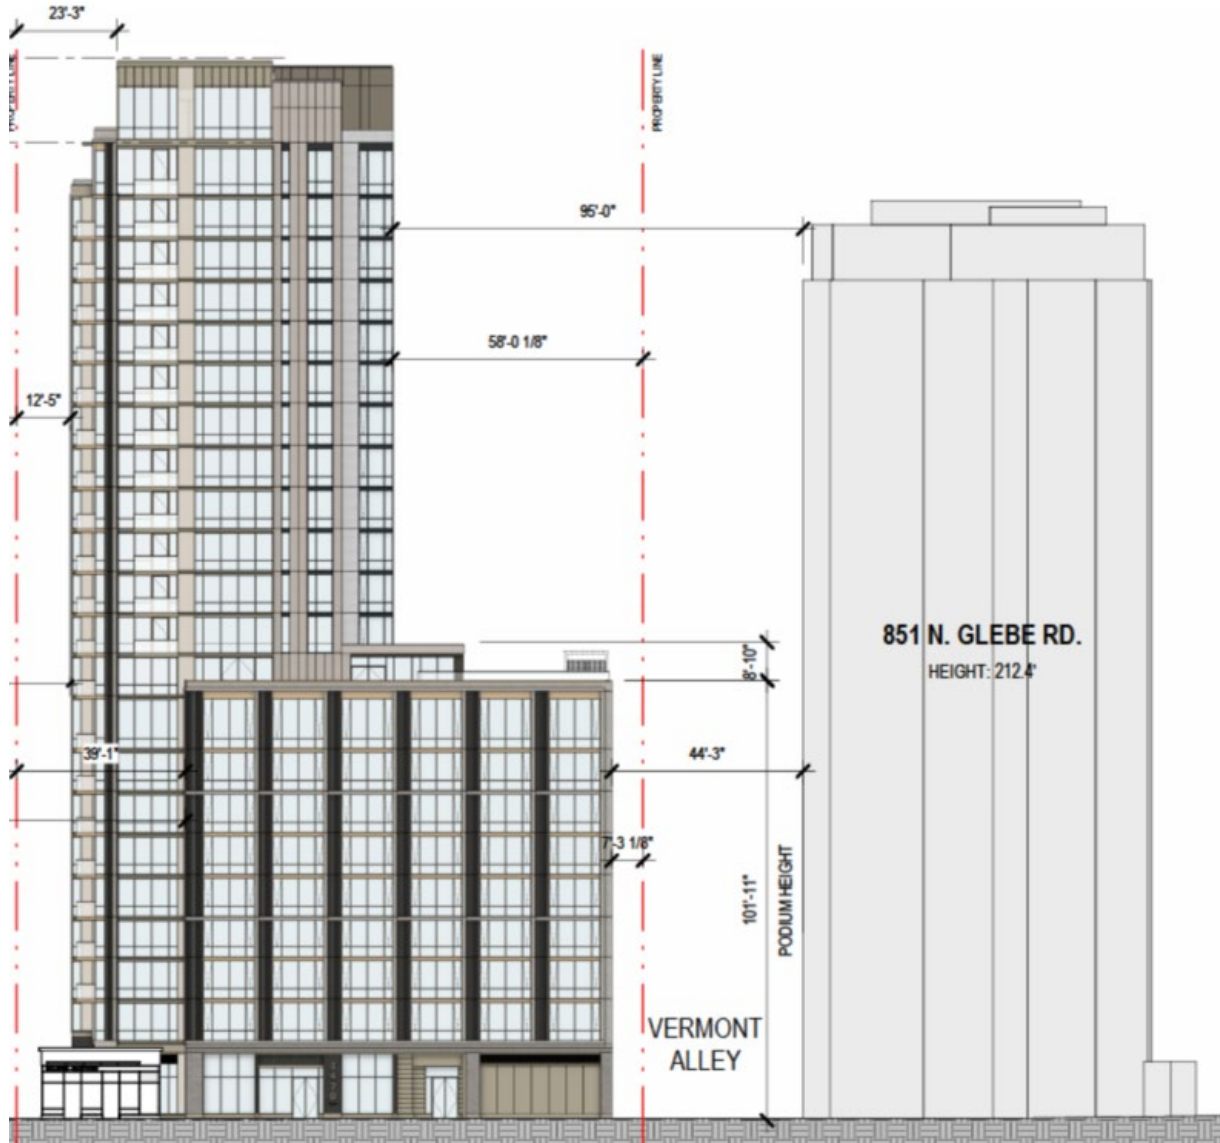 23'-3"
PROPERTY LINE
95'-0"
58'-0 1/8"
12'-5"
851 N. GLEBE RD.
HEIGHT: 212.4'
8'-10"
39'-1"
44'-3"
7'-3 1/8"
101'-11"
PODIUM HEIGHT
VERMONT
ALLEY